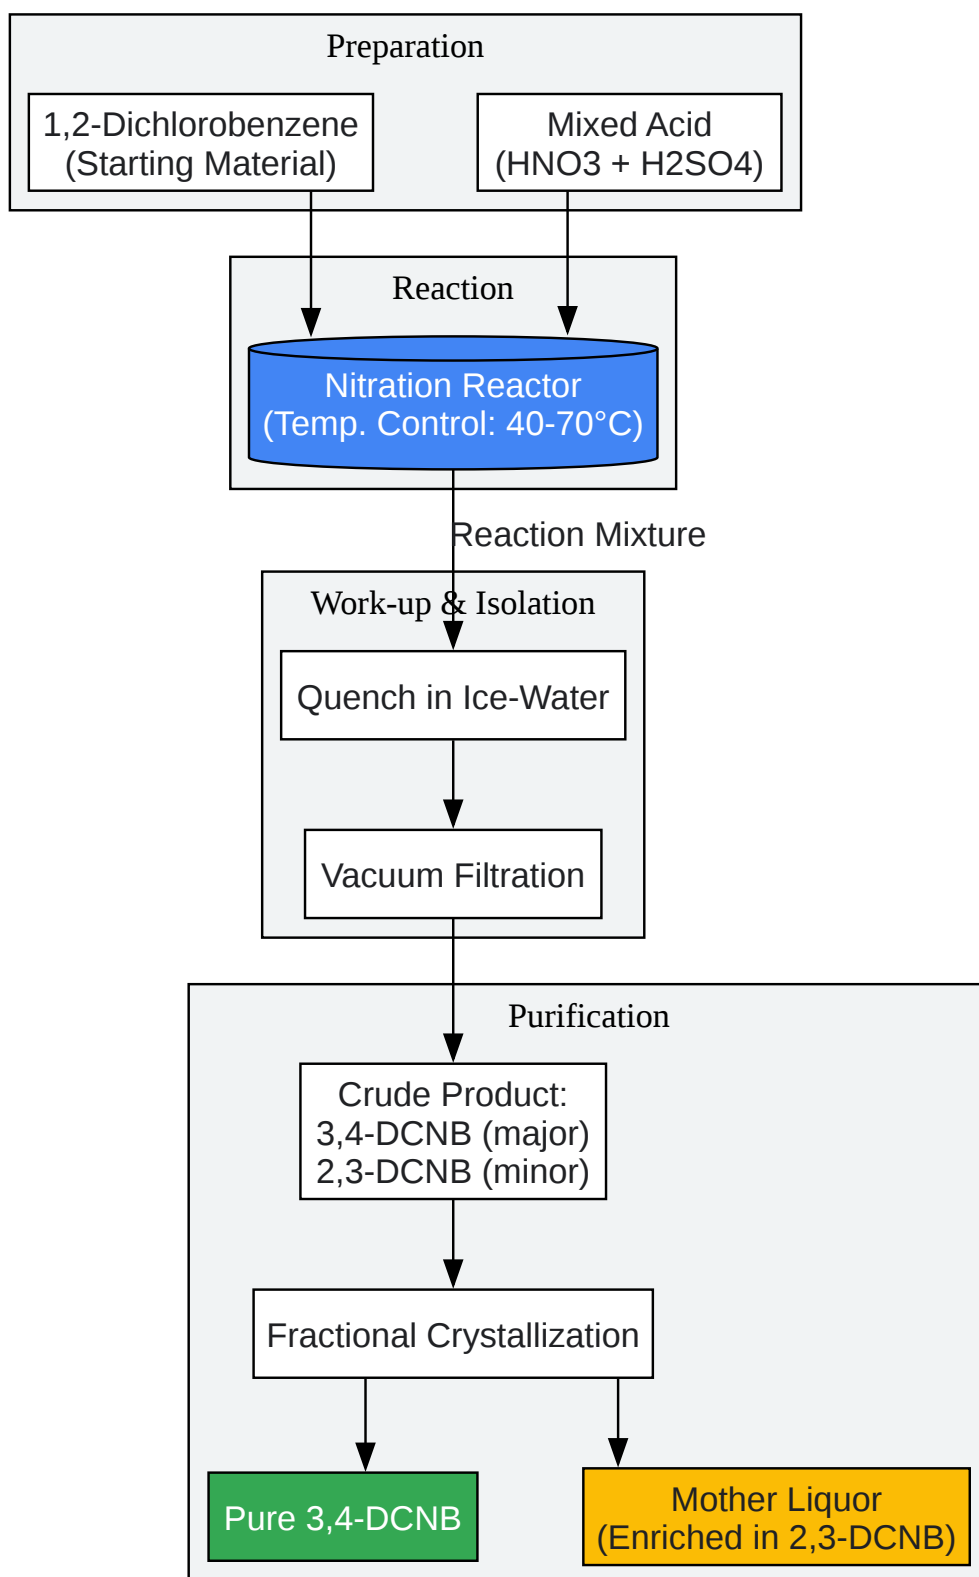 Preparation
1,2-Dichlorobenzene
(Starting Material)
Mixed Acid
(HNO3 + H2SO4)
Reaction
Nitration Reactor
(Temp. Control: 40-70°C)
Reaction Mixture
Work-up & Isolation
Quench in Ice-Water
Vacuum Filtration
Purification
Crude Product:
3,4-DCNB (major)
2,3-DCNB (minor)
Fractional Crystallization
Pure 3,4-DCNB
Mother Liquor
(Enriched in 2,3-DCNB)